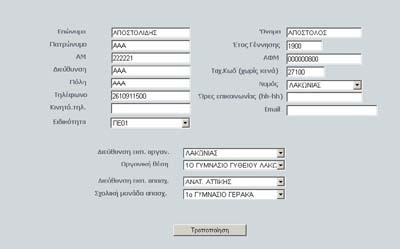 Επώνυμο ΑΠΟΣΤΟΛΙΔΗΣ Όνομα ΑΠΟΣΤΟΛΟΣ
Πατρώνυμο ΑΑΑ Έτος Γέννησης 1900
ΑΜ 222221 ΑΦΜ 000000800
Διεύθυνση ΑΑΑ Ταχ.Κωδ (χωρίς κενά) 27100
Πόλη ΑΑΑ Νομός ΛΑΚΩΝΙΑΣ
Τηλέφωνο 2610911500 Ώρες επικοινωνίας (hh-hh)
Κινητό.τηλ. Email
Ειδικότητα ΠΕ01
Διεύθυνση εκπ. οργαν. ΛΑΚΩΝΙΑΣ
Οργανική θέση 1Ο ΓΥΜΝΑΣΙΟ ΓΥΘΕΙΟΥ ΛΑΚΩ
Διεύθυνση εκπ. απασχ. ΑΝΑΤ. ΑΤΤΙΚΗΣ
Σχολική μονάδα απασχ. 1ο ΓΥΜΝΑΣΙΟ ΓΕΡΑΚΑ
Τροποποίηση